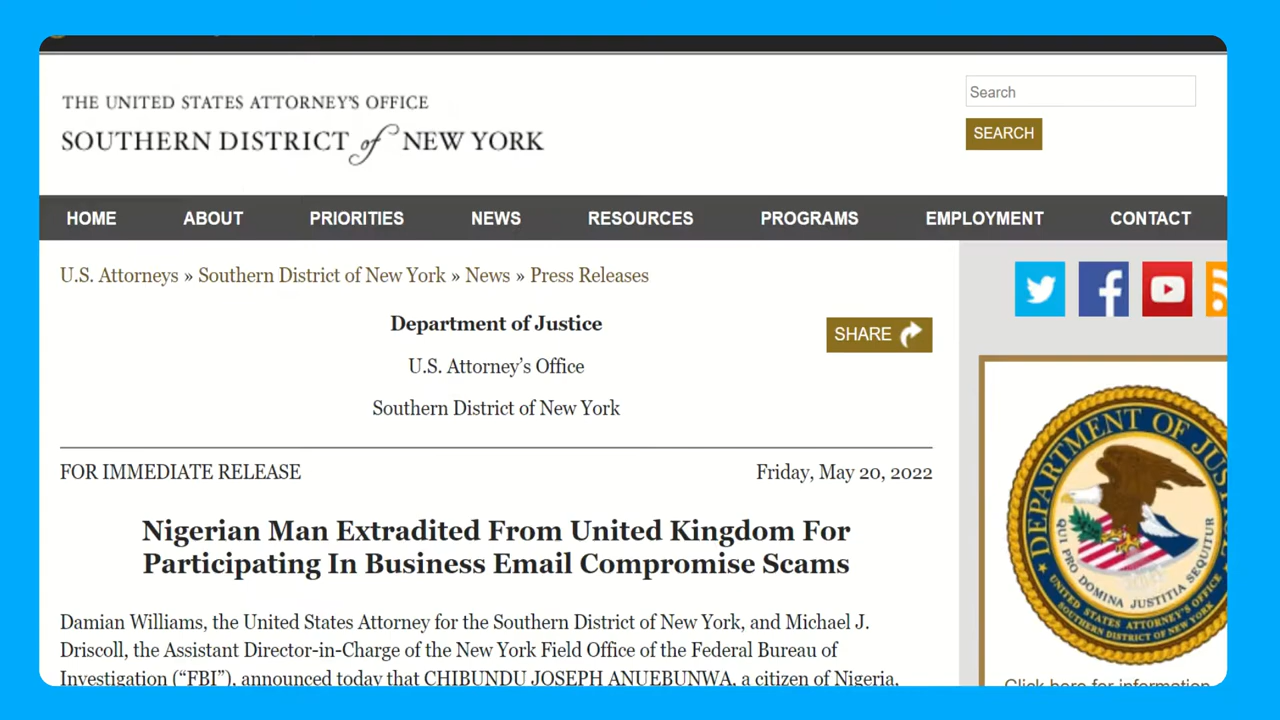 THE UNITED STATES ATTORNEY'S OFFICE
SOUTHERN DISTRICT of NEW YORK
Search
SEARCH
HOME ABOUT PRIORITIES NEWS RESOURCES PROGRAMS EMPLOYMENT CONTACT
U.S. Attorneys » Southern District of New York » News » Press Releases
Department of Justice
SHARE
U.S. Attorney’s Office
Southern District of New York
FOR IMMEDIATE RELEASE Friday, May 20, 2022
Nigerian Man Extradited From United Kingdom For
Participating In Business Email Compromise Scams
Damian Williams, the United States Attorney for the Southern District of New York, and Michael J.
Driscoll, the Assistant Director-in-Charge of the New York Field Office of the Federal Bureau of
Investigation (“FBI”), announced today that CHIBUNDU JOSEPH ANUEBUNWA, a citizen of Nigeria,
DEPARTMENT OF JUS
QUI PRO DOMINA JUSTITIA SEQUITUR
UNITED STATES ATTORNEY'S OFFICE
SOUTHERN DISTRICT OF NEW YORK
Click here for information